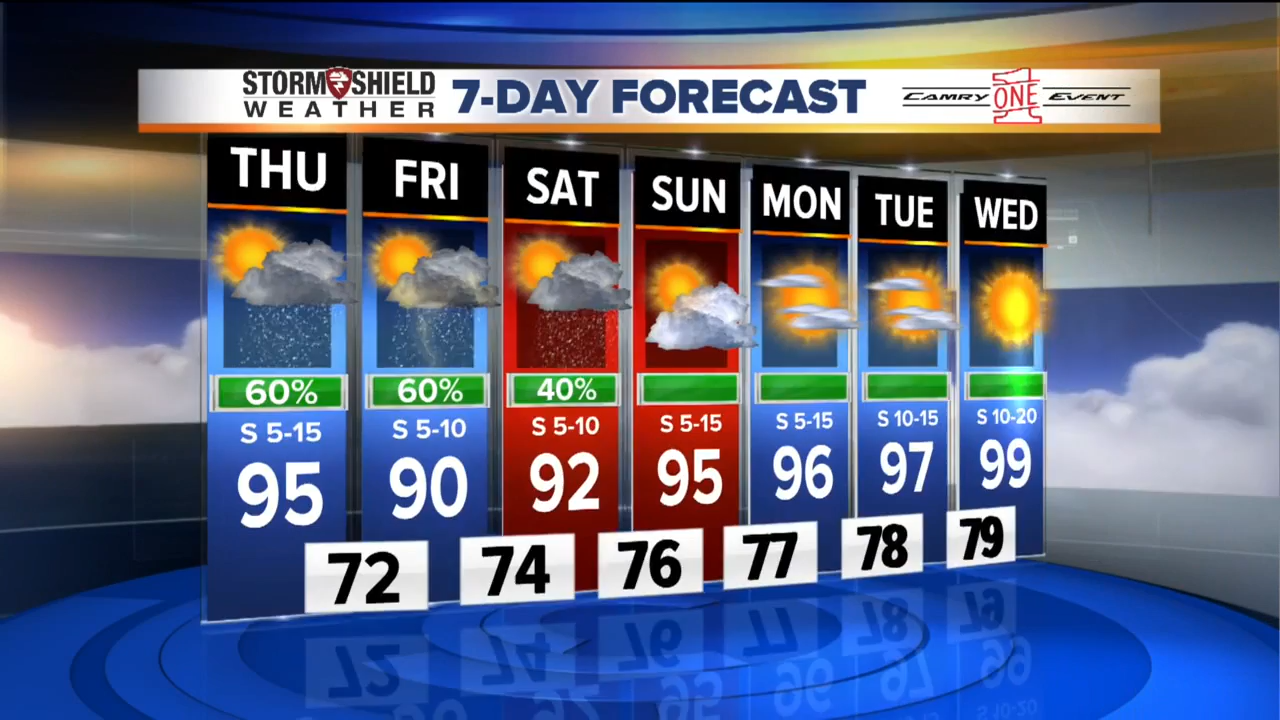 STORM SHIELD
WEATHER
7-DAY FORECAST
CAMRY ONE EVENT
THU FRI SAT SUN MON TUE WED
60% 60% 40%
S 5-15 S 5-10 S 5-10 S 5-15 S 5-15 S 10-15 S 10-20
95 90 92 95 96 97 99
72 74 76 77 78 79